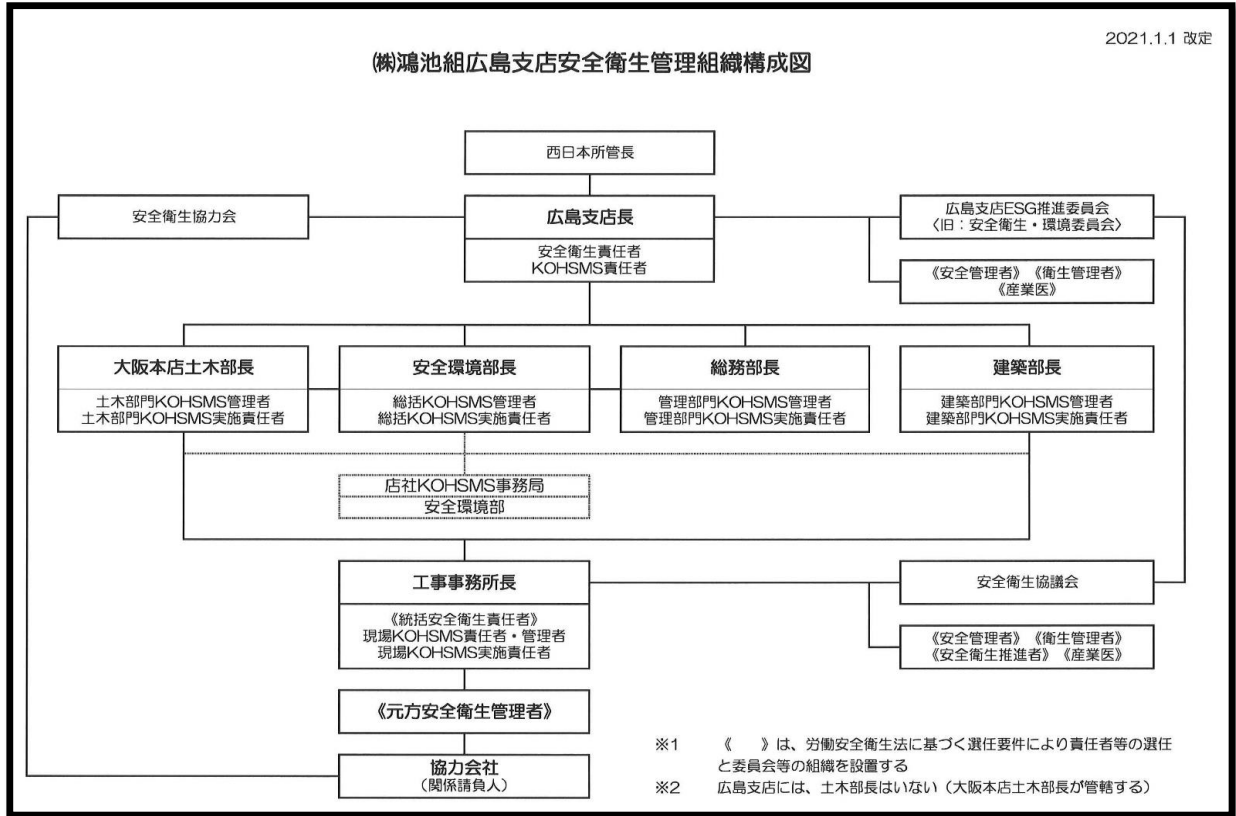 2021.1.1 改定
㈱鴻池組広島支店安全衛生管理組織構成図
西日本所管長
安全衛生協力会
広島支店長
安全衛生責任者
KOHSMS責任者
広島支店ESG推進委員会
〈旧：安全衛生・環境委員会〉
《安全管理者》《衛生管理者》
《産業医》
大阪本店土木部長
土木部門KOHSMS管理者
土木部門KOHSMS実施責任者
安全環境部長
総括KOHSMS管理者
総括KOHSMS実施責任者
総務部長
管理部門KOHSMS管理者
管理部門KOHSMS実施責任者
建築部長
建築部門KOHSMS管理者
建築部門KOHSMS実施責任者
店社KOHSMS事務局
安全環境部
工事事務所長
《統括安全衛生責任者》
現場KOHSMS責任者・管理者
現場KOHSMS実施責任者
安全衛生協議会
《安全管理者》《衛生管理者》
《安全衛生推進者》《産業医》
《元方安全衛生管理者》
協力会社
（関係請負人）
※1 《　　》は、労働安全衛生法に基づく選任要件により責任者等の選任
と委員会等の組織を設置する
※2 広島支店には、土木部長はいない（大阪本店土木部長が管轄する）